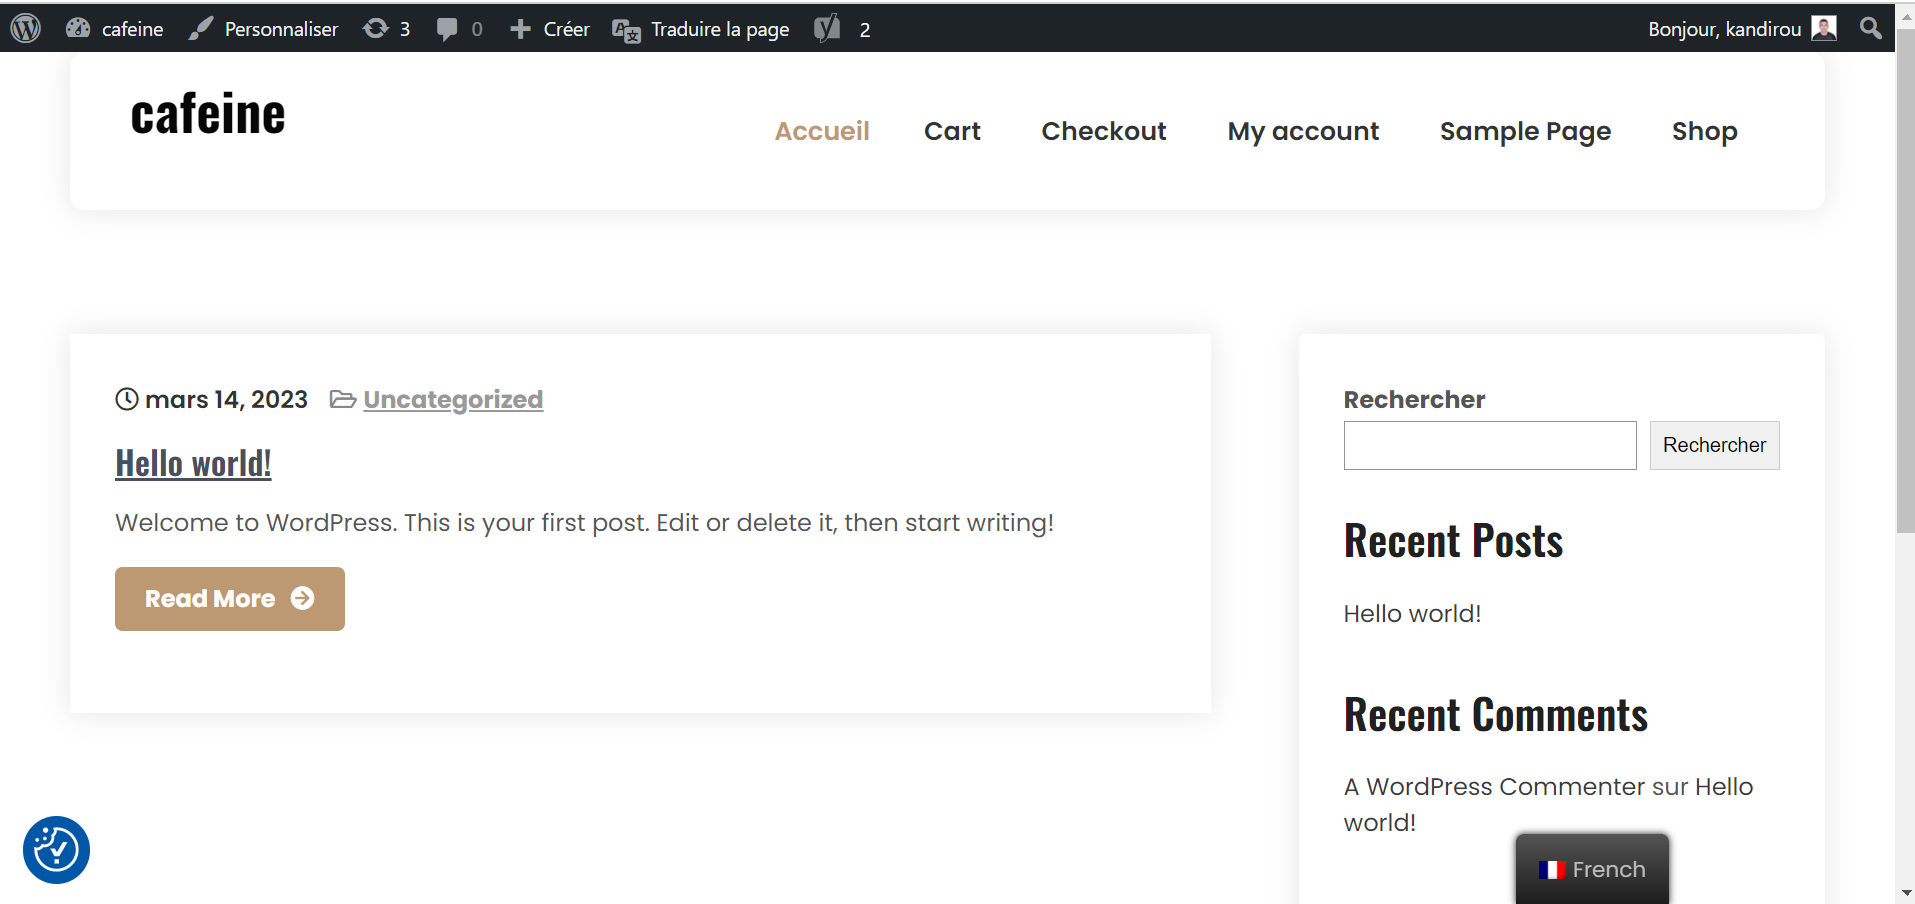 cafeine Personnaliser 3 0 Créer Traduire la page 2 Bonjour, kandirou
cafeine
Accueil Cart Checkout My account Sample Page Shop
mars 14, 2023 Uncategorized
Hello world!
Welcome to WordPress. This is your first post. Edit or delete it, then start writing!
Read More
Rechercher
Rechercher
Recent Posts
Hello world!
Recent Comments
A WordPress Commenter sur Hello
world!
French